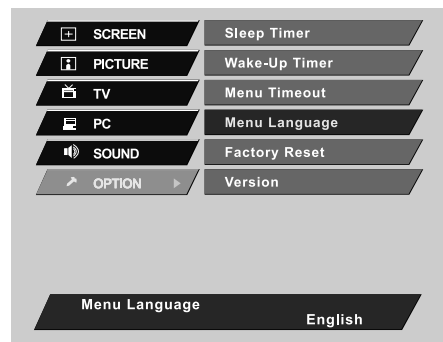 SCREEN Sleep Timer
PICTURE Wake-Up Timer
TV Menu Timeout
PC Menu Language
SOUND Factory Reset
OPTION Version
Menu Language
English